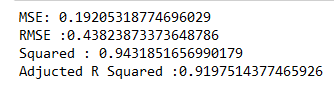 MSE: 0.19205318774696029
RMSE :0.43823873373648786
Squared : 0.9431851656990179
Adjucted R Squared :0.9197514377465926